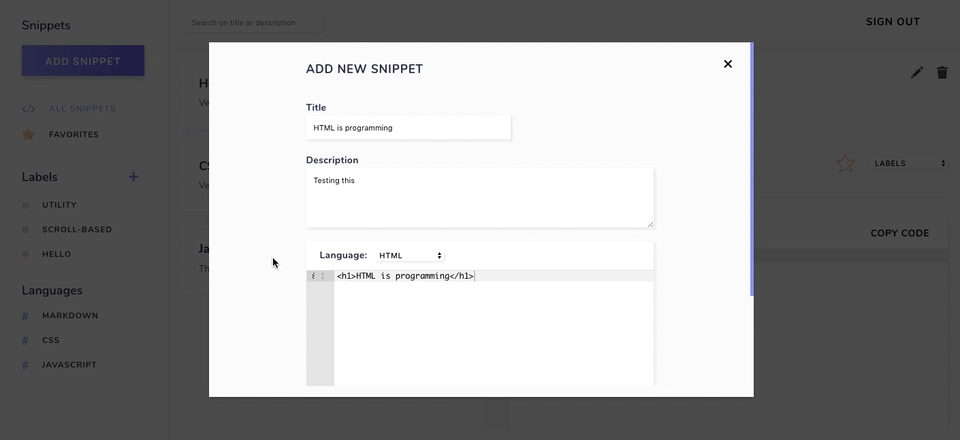 Snippets
Search on title or description
SIGN OUT
ADD SNIPPET
ALL SNIPPETS
FAVORITES
Labels +
UTILITY
SCROLL-BASED
HELLO
Languages
# MARKDOWN
# CSS
# JAVASCRIPT
ADD NEW SNIPPET
Title
HTML is programming
Description
Testing this
Language: HTML
i 1 <h1>HTML is programming</h1>
LABELS
COPY CODE